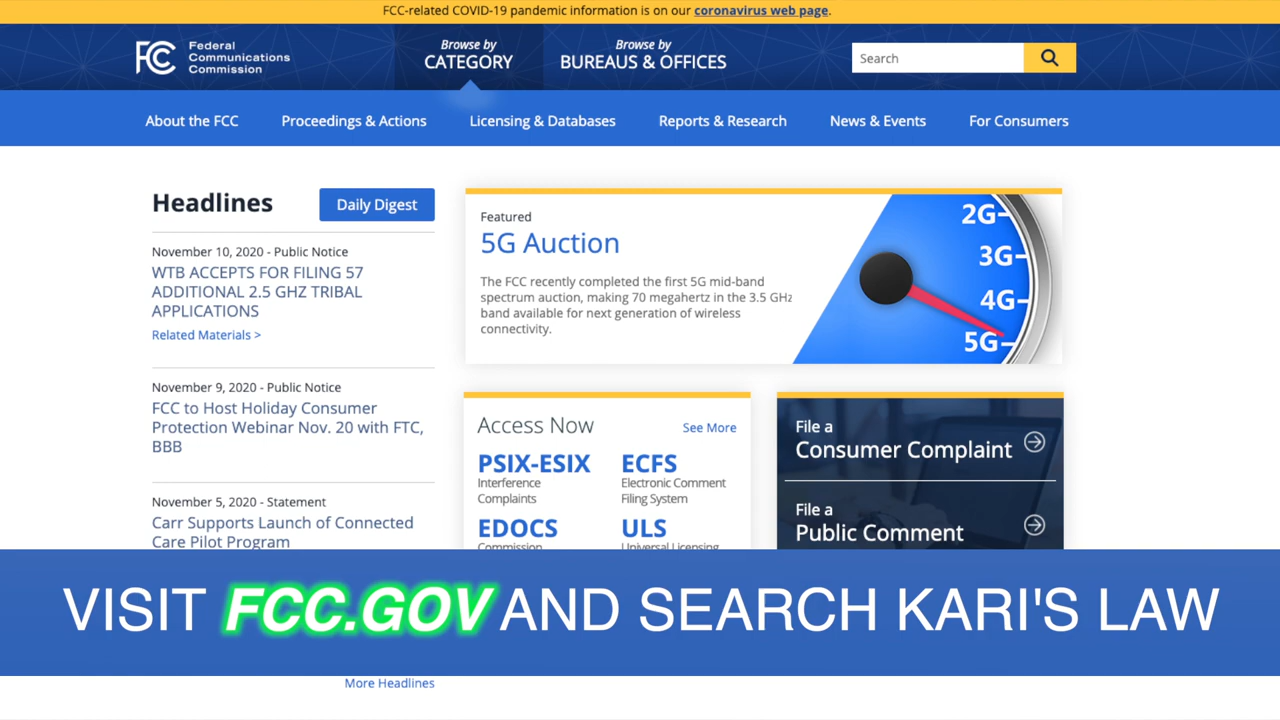 FCC-related COVID-19 pandemic information is on our coronavirus web page.
FCC Federal Communications Commission
Browse by
CATEGORY
Browse by
BUREAUS & OFFICES
Search
About the FCC
Proceedings & Actions
Licensing & Databases
Reports & Research
News & Events
For Consumers
Headlines
Daily Digest
November 10, 2020 - Public Notice
WTB ACCEPTS FOR FILING 57
ADDITIONAL 2.5 GHZ TRIBAL
APPLICATIONS
Related Materials >
November 9, 2020 - Public Notice
FCC to Host Holiday Consumer
Protection Webinar Nov. 20 with FTC,
BBB
November 5, 2020 - Statement
Carr Supports Launch of Connected
Care Pilot Program
Featured
5G Auction
The FCC recently completed the first 5G mid-band
spectrum auction, making 70 megahertz in the 3.5 GHz
band available for next generation of wireless
connectivity.
2G
3G
4G
5G
Access Now
See More
PSIX-ESIX
Interference
Complaints
ECFS
Electronic Comment
Filing System
EDOCS
Commission
ULS
Universal Licensing
File a
Consumer Complaint
File a
Public Comment
VISIT FCC.GOV AND SEARCH KARI'S LAW
More Headlines